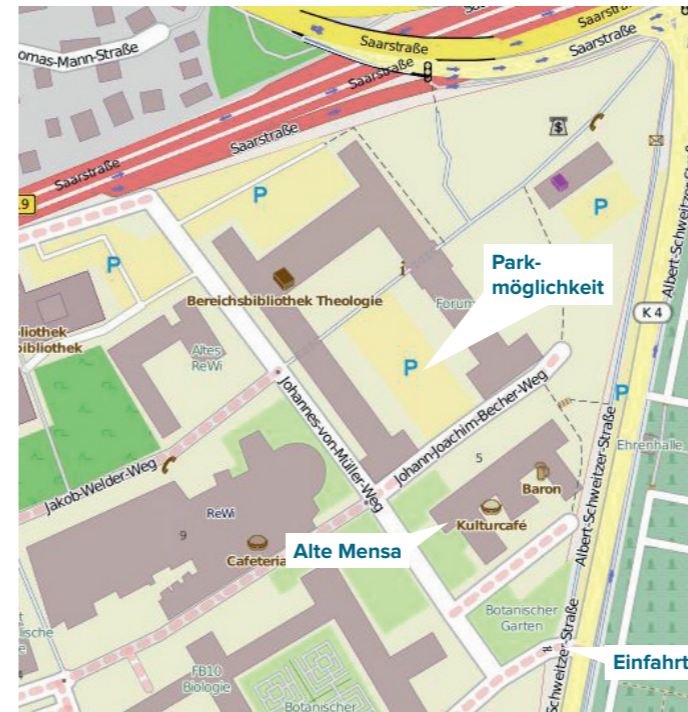 Saarstraße
Saarstraße
omas-Mann-Straße
Saarstraße
Saarstraße
Saarstraße
Saarstraße
.9
P
P
P
Albert-Schweitzer-Straß
Park-
möglichkeit
i
Bereichsbibliothek Theologie
Forum
K 4
bliothek
bibliothek
Altes
ReWi
P
P
Johannes-von-Müller-Weg
Johann-Joachim-Becher-Weg
Ehrenhalle
Jakob-Welder-Weg
5
Baron
ReWi
9
Kulturcafé
Albert-Schweitzer-Straße
Cafeteria
Alte Mensa
Botanischer
Garten
Schweitzer-Straße
Einfahrt
FB10
Biologie
Botanischer